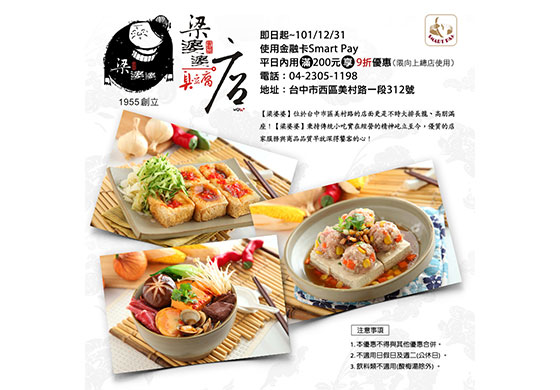 梁婆婆
1955創立
梁婆婆
臭豆腐
店
即日起~101/12/31
使用金融卡Smart Pay
平日內用滿200元享9折優惠(限向上總店使用)
電話：04-2305-1198
地址：台中市西區美村路一段312號
SMART PAY
【梁婆婆】位於台中市區美村路的店面更是不時大排長龍、高朋滿
座！【梁婆婆】秉持傳統小吃實在經營的精神屹立至今，優質的店
家服務與商品品質早就深得饕客的心！
注意事項
1. 本優惠不得與其他優惠合併。
2. 不適用日假日及週二(公休日)。
3. 飲料類不適用(酸梅湯除外)。